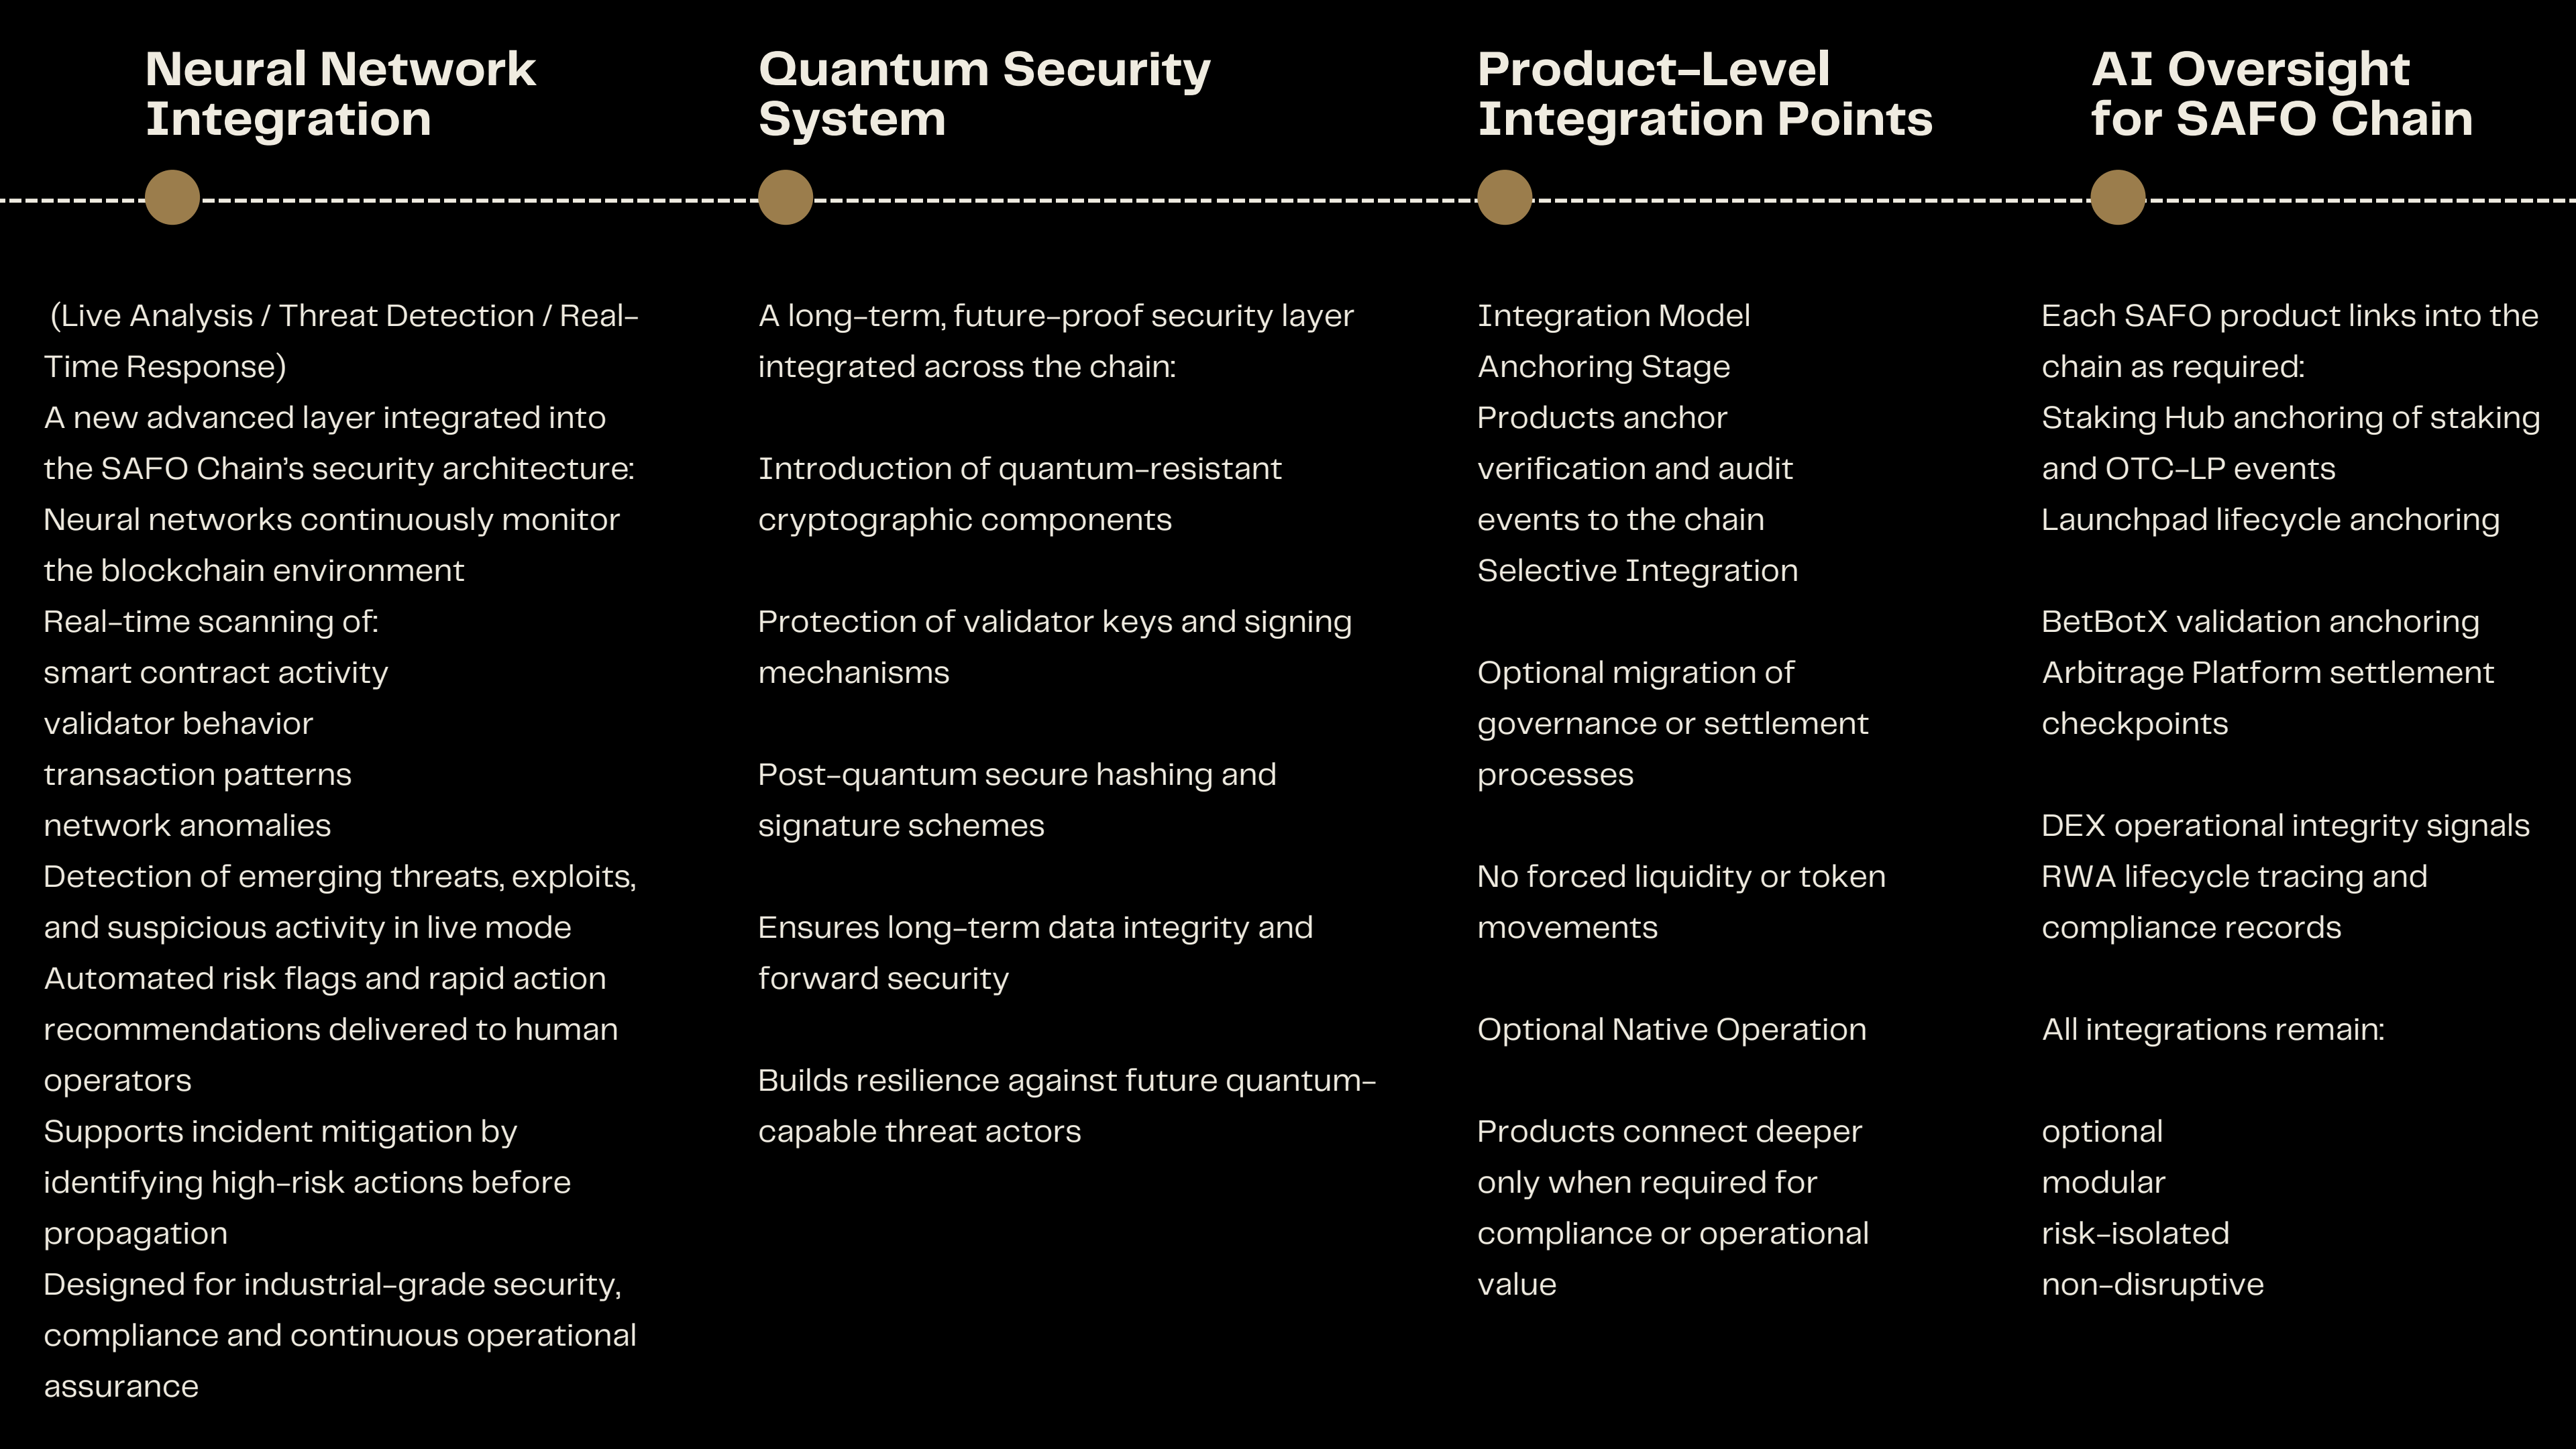 Neural Network
Integration
Quantum Security
System
Product-Level
Integration Points
AI Oversight
for SAFO Chain
(Live Analysis / Threat Detection / Real-
Time Response)
A new advanced layer integrated into
the SAFO Chain’s security architecture:
Neural networks continuously monitor
the blockchain environment
Real-time scanning of:
smart contract activity
validator behavior
transaction patterns
network anomalies
Detection of emerging threats, exploits,
and suspicious activity in live mode
Automated risk flags and rapid action
recommendations delivered to human
operators
Supports incident mitigation by
identifying high-risk actions before
propagation
Designed for industrial-grade security,
compliance and continuous operational
assurance
A long-term, future-proof security layer
integrated across the chain:
Introduction of quantum-resistant
cryptographic components
Protection of validator keys and signing
mechanisms
Post-quantum secure hashing and
signature schemes
Ensures long-term data integrity and
forward security
Builds resilience against future quantum-
capable threat actors
Integration Model
Anchoring Stage
Products anchor
verification and audit
events to the chain
Selective Integration
Optional migration of
governance or settlement
processes
No forced liquidity or token
movements
Optional Native Operation
Products connect deeper
only when required for
compliance or operational
value
Each SAFO product links into the
chain as required:
Staking Hub anchoring of staking
and OTC-LP events
Launchpad lifecycle anchoring
BetBotX validation anchoring
Arbitrage Platform settlement
checkpoints
DEX operational integrity signals
RWA lifecycle tracing and
compliance records
All integrations remain:
optional
modular
risk-isolated
non-disruptive